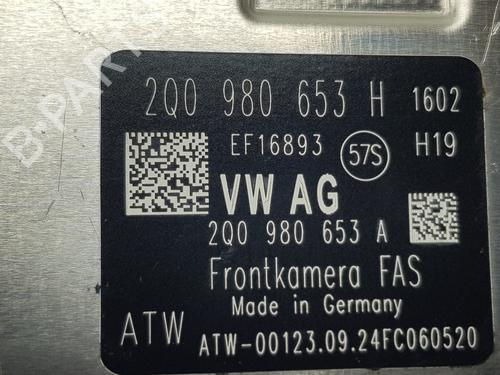 2Q0 980 653 H 1602
EF16893 57S H19
VW AG
2Q0 980 653 A
Frontkamera FAS
Made in Germany
ATW ATW-00123.09.24FC060520
B-PARTS